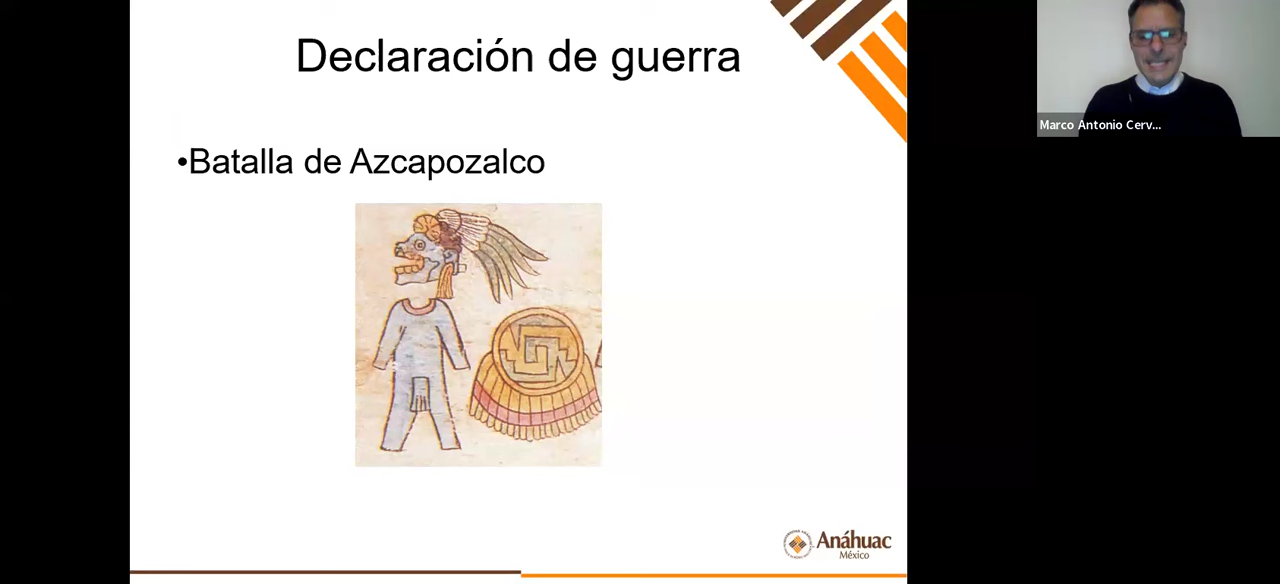 Declaración de guerra
•Batalla de Azcapozalco
Marco Antonio Cerv...
Anáhuac
México